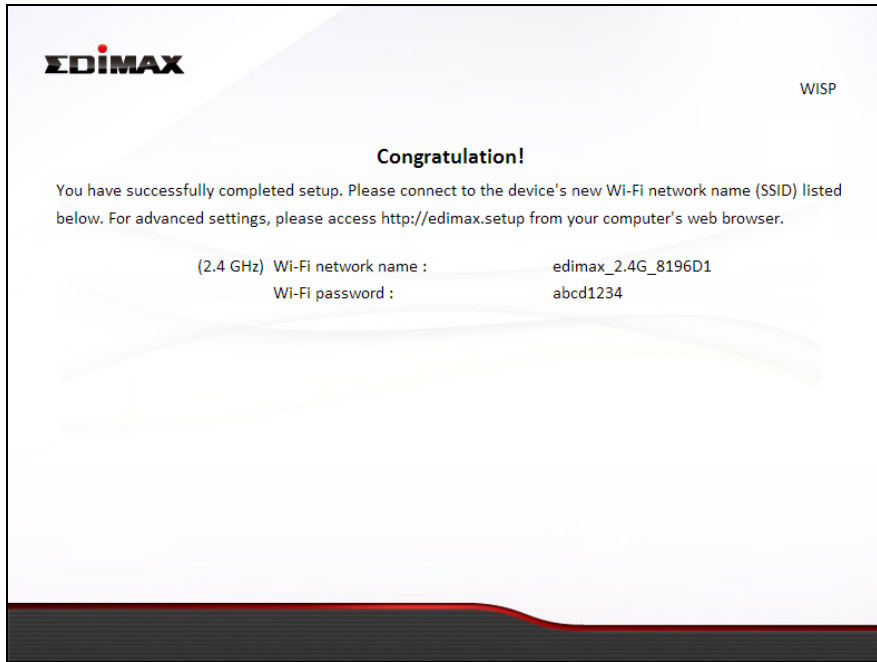 EDIMAX
WISP
Congratulation!
You have successfully completed setup. Please connect to the device's new Wi-Fi network name (SSID) listed
below. For advanced settings, please access http://edimax.setup from your computer's web browser.
(2.4 GHz) Wi-Fi network name : edimax_2.4G_8196D1
Wi-Fi password : abcd1234